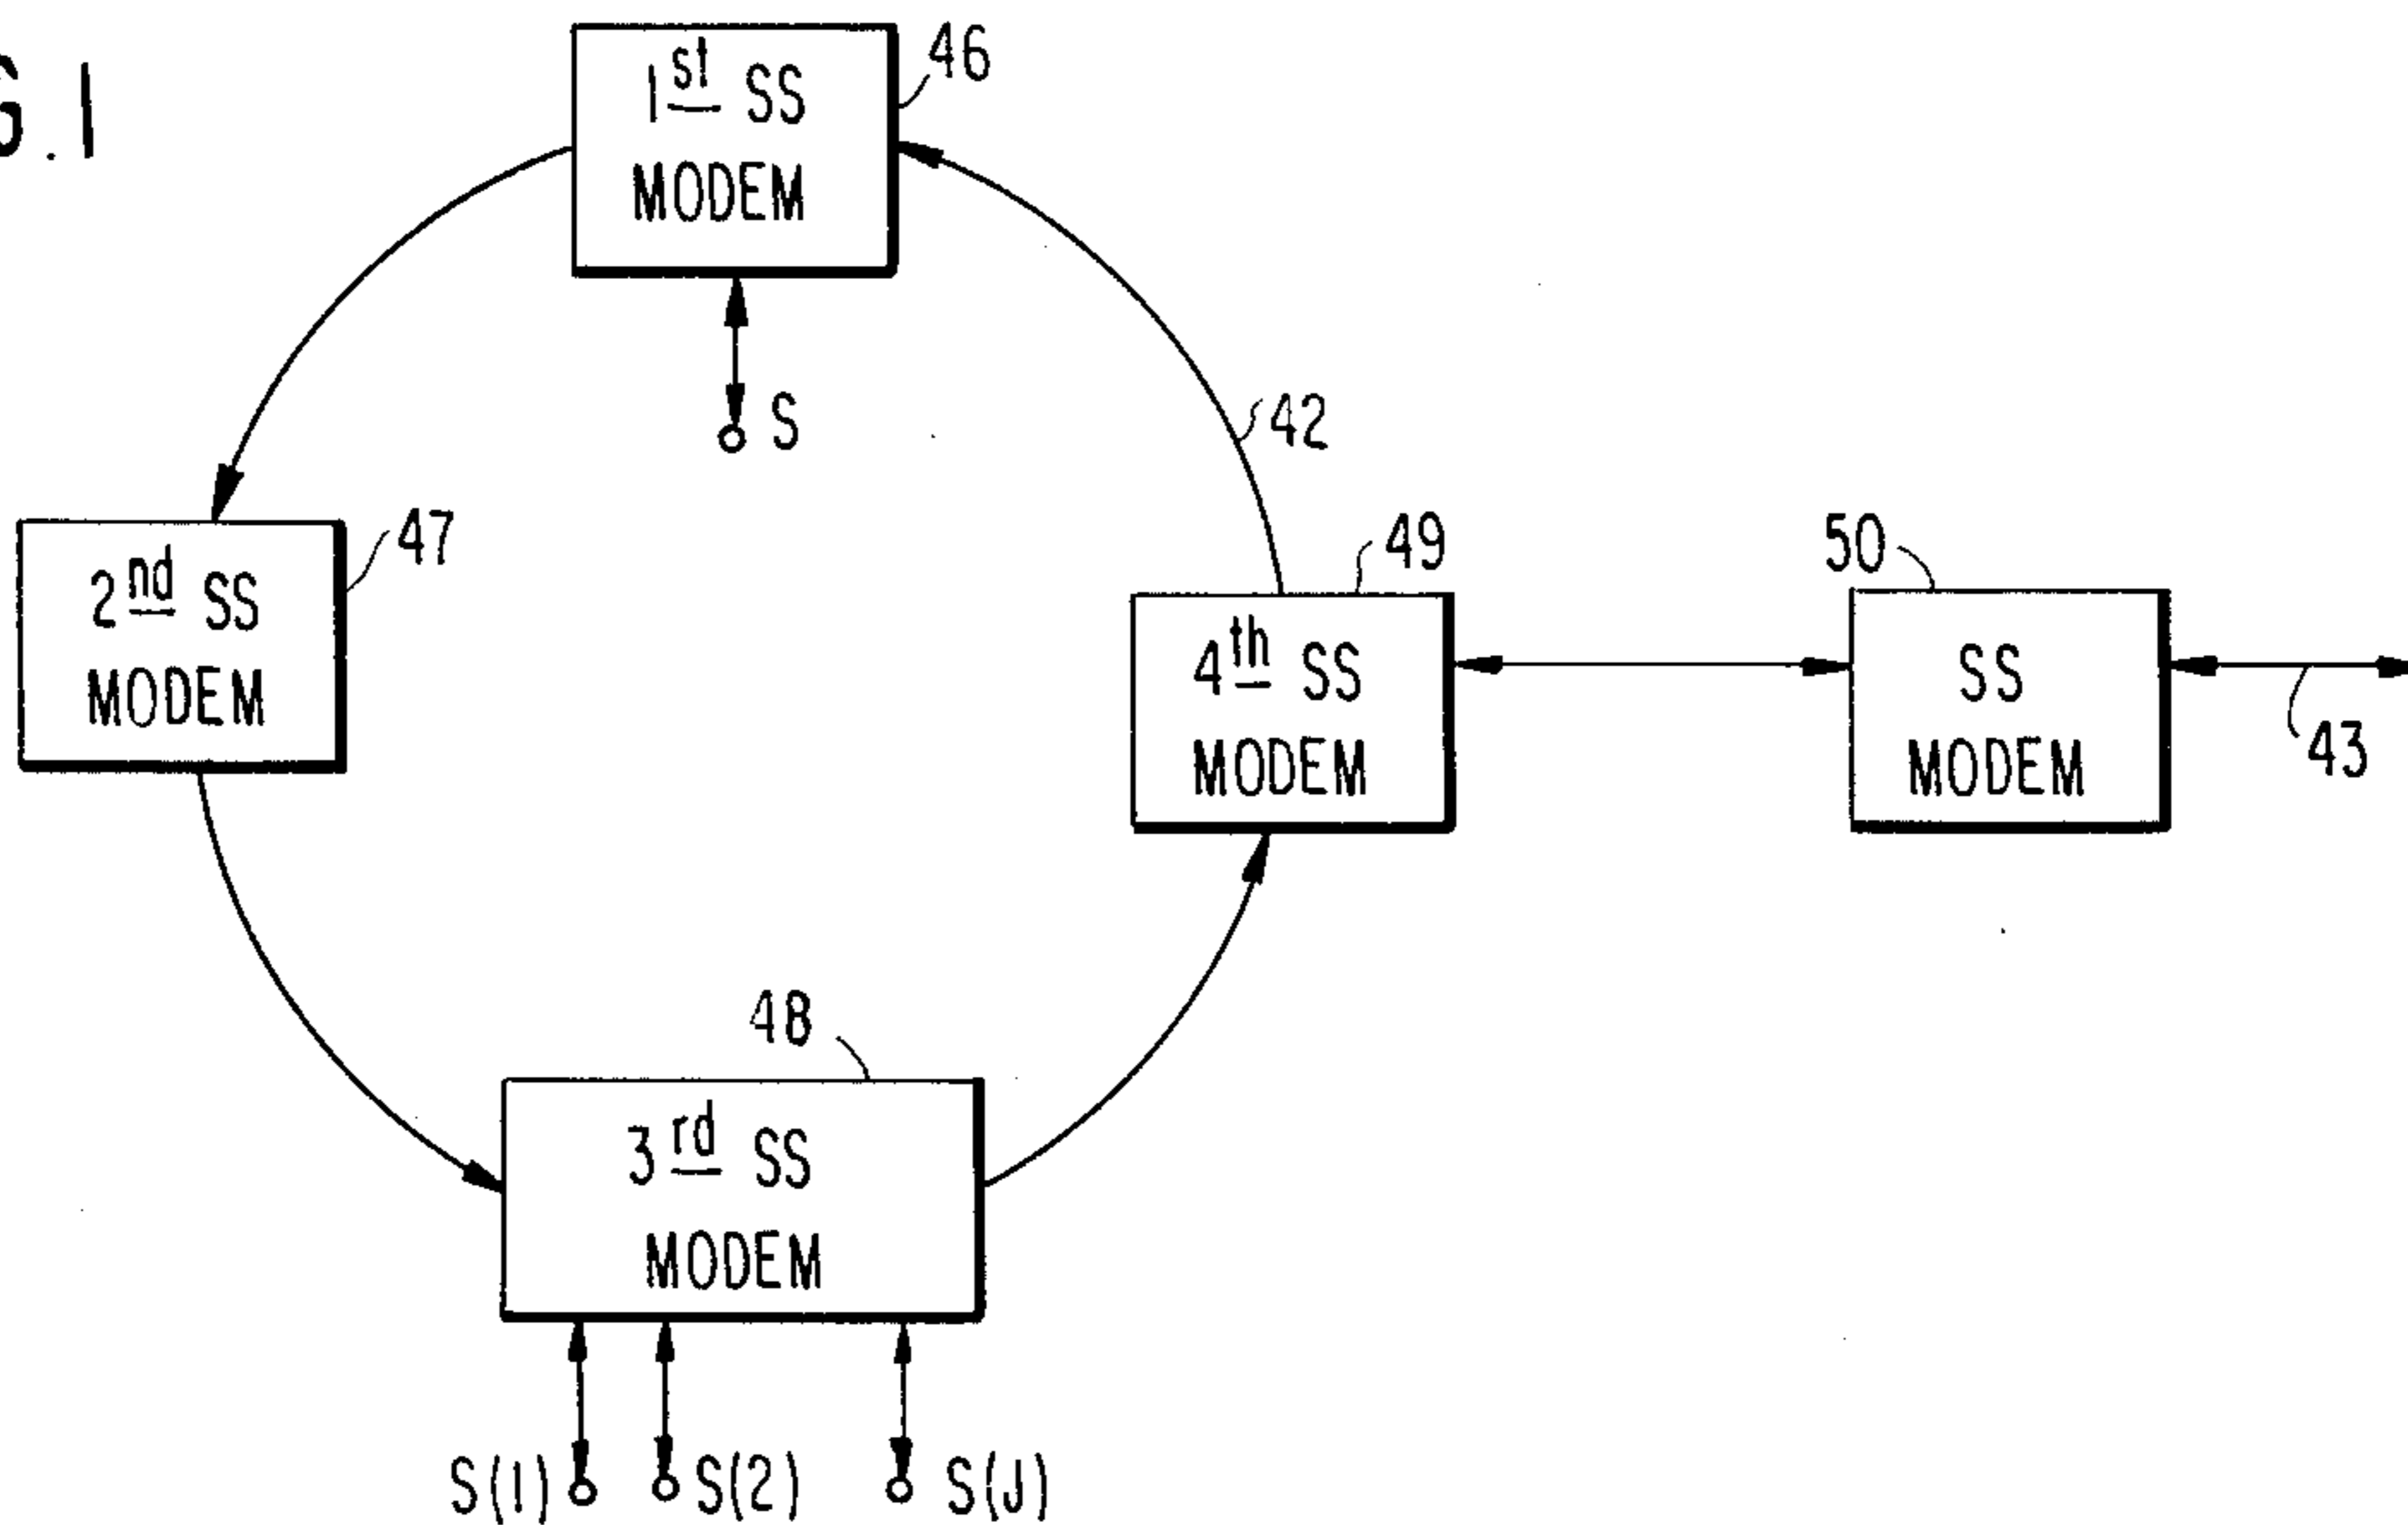 G.1
1st SS
MODEM
46
S
42
2nd SS
MODEM
47
4th SS
MODEM
49
50
SS
MODEM
43
48
3rd SS
MODEM
S(1) S(2) S(J)